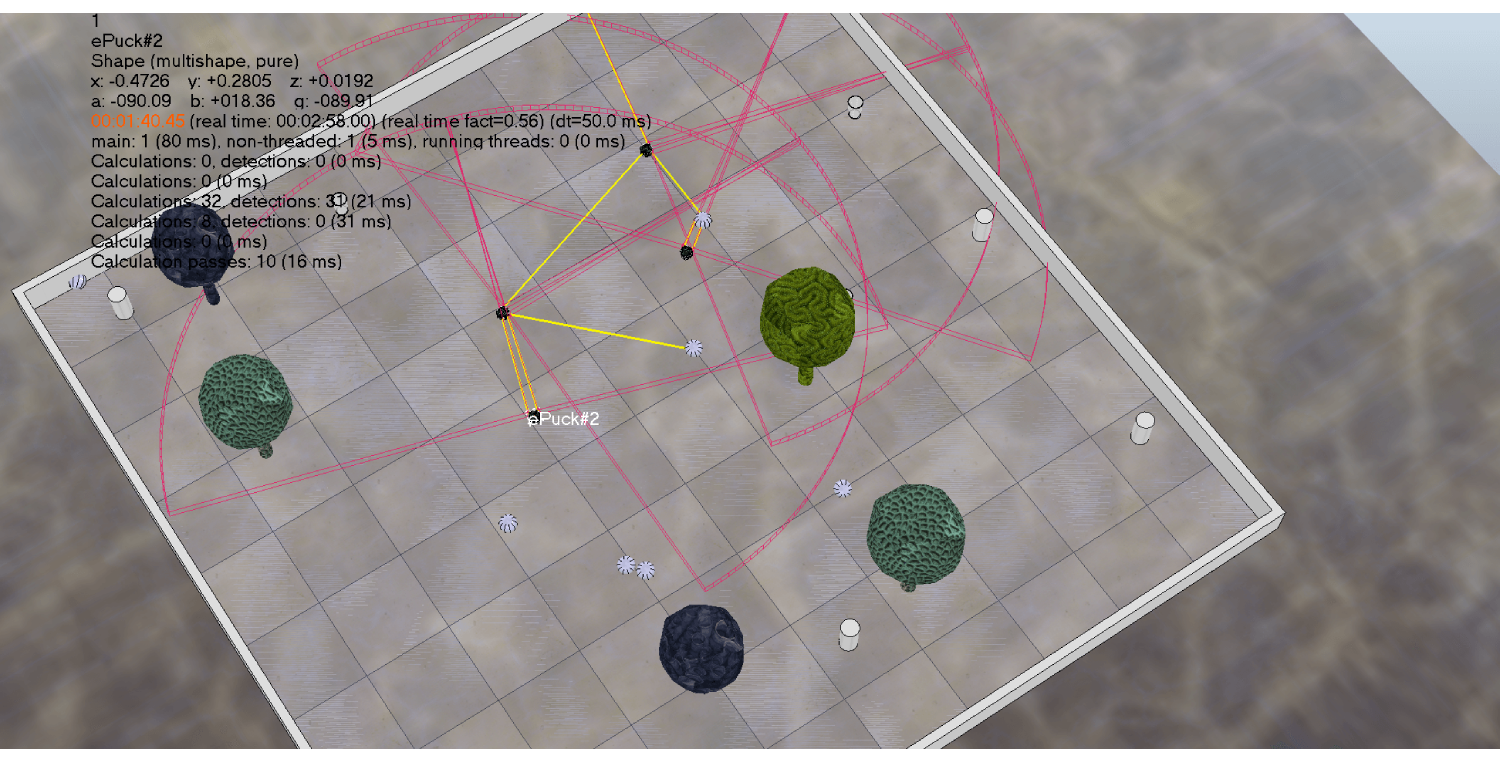 1
ePuck#2
Shape (multishape, pure)
x: -0.4726 y: +0.2805 z: +0.0192
a: -090.09 b: +018.36 g: -089.91
00:01:40.45 (real time: 00:02:58.00) (real time fact=0.56) (dt=50.0 ms)
main: 1 (80 ms), non-threaded: 1 (5 ms), running threads: 0 (0 ms)
Calculations: 0, detections: 0 (0 ms)
Calculations: 0 (0 ms)
Calculations: 32, detections: 31 (21 ms)
Calculations: 8, detections: 0 (31 ms)
Calculations: 0 (0 ms)
Calculation passes: 10 (16 ms)
ePuck#2